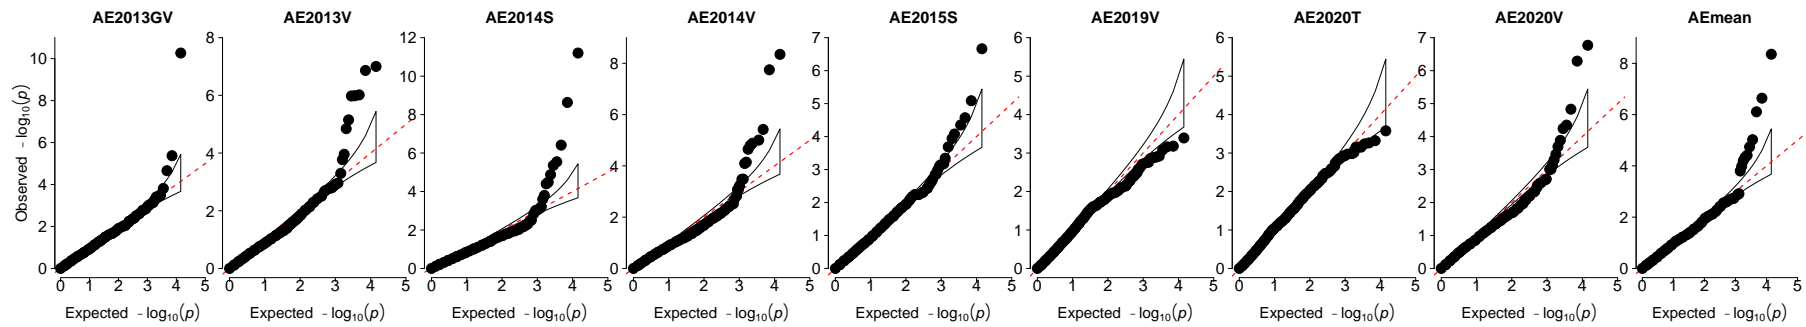 AE2013GV AE2013V AE2014S AE2014V AE2015S AE2019V AE2020T AE2020V AEmean
Observed −log10(p)
0 2 4 6 8 10
0 2 4 6 8
0 2 4 6 8 10 12
0 2 4 6 8
0 1 2 3 4 5 6 7
0 1 2 3 4 5 6
0 1 2 3 4 5 6
0 1 2 3 4 5 6 7
0 2 4 6 8
0 1 2 3 4 5 0 1 2 3 4 5 0 1 2 3 4 5 0 1 2 3 4 5 0 1 2 3 4 5 0 1 2 3 4 5 0 1 2 3 4 5 0 1 2 3 4 5 0 1 2 3 4 5
Expected −log10(p) Expected −log10(p) Expected −log10(p) Expected −log10(p) Expected −log10(p) Expected −log10(p) Expected −log10(p) Expected −log10(p) Expected −log10(p)